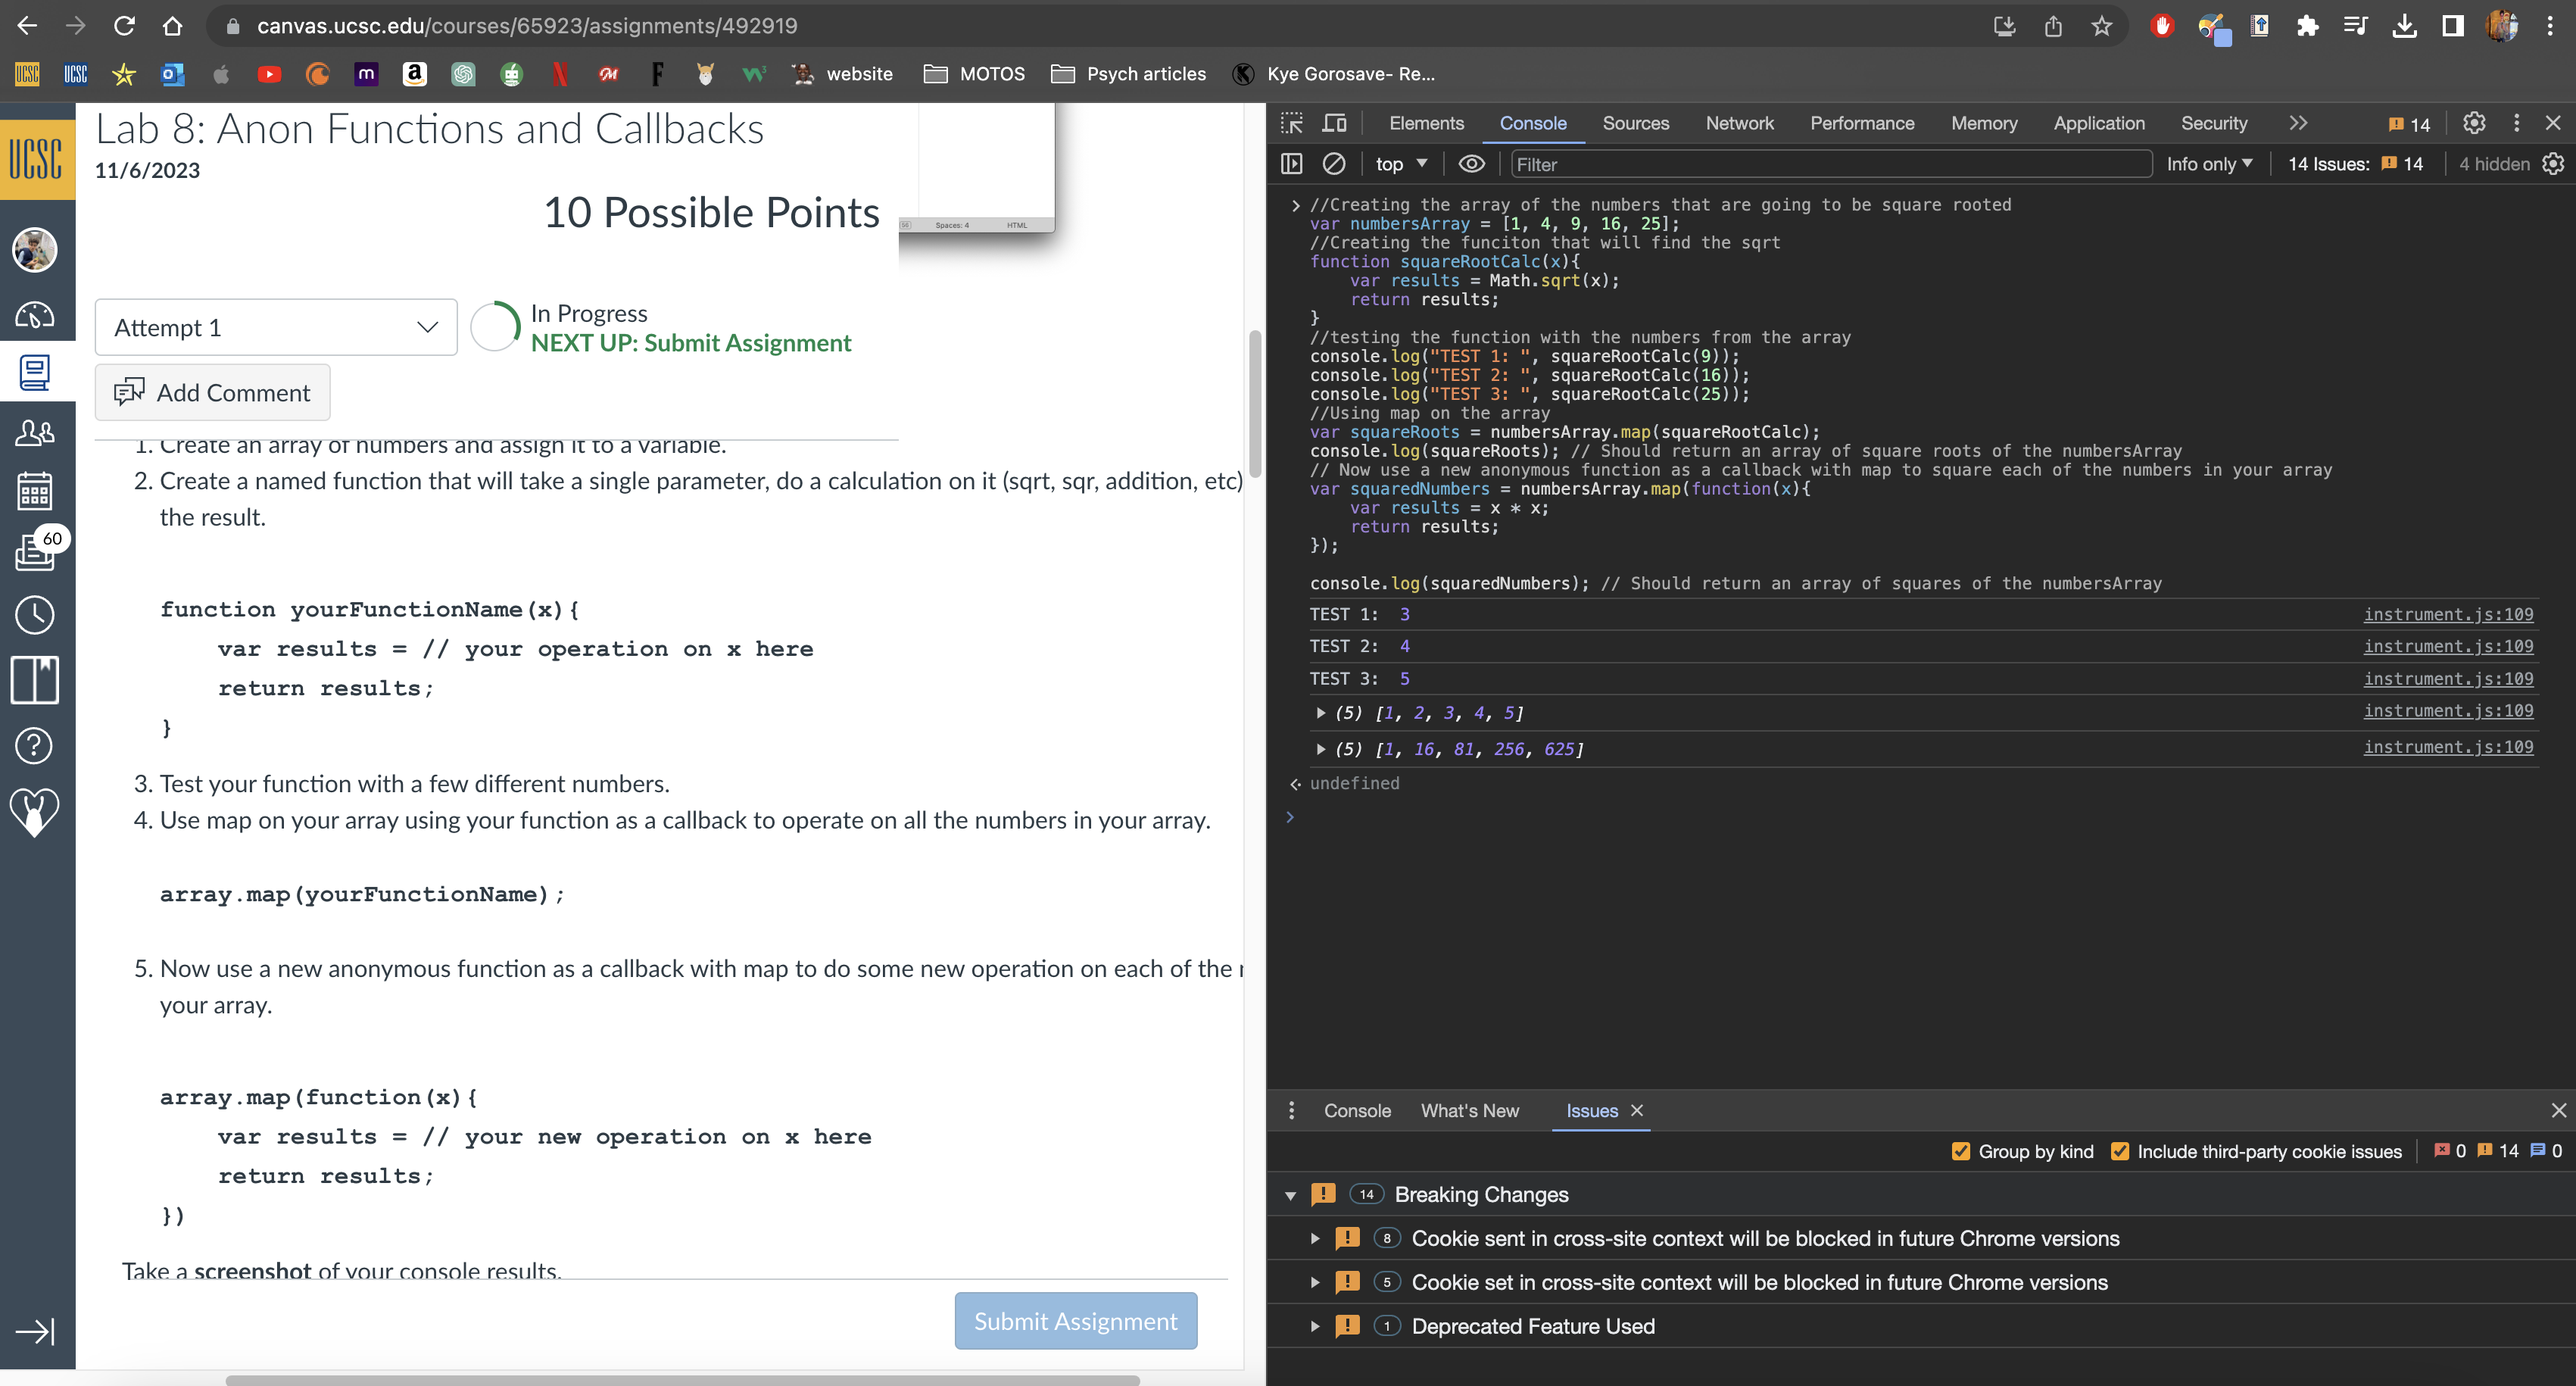 canvas.ucsc.edu/courses/65923/assignments/492919
UCSC
UCSC
website
MOTOS
Psych articles
Kye Gorosave- Re...
UCSC
60
Lab 8: Anon Functions and Callbacks
11/6/2023
10 Possible Points
Spaces: 4
HTML
Attempt 1
In Progress
NEXT UP: Submit Assignment
Add Comment
1. Create an array of numbers and assign it to a variable.
2. Create a named function that will take a single parameter, do a calculation on it (sqrt, sqr, addition, etc)
the result.
function yourFunctionName(x){
var results = // your operation on x here
return results;
}
3. Test your function with a few different numbers.
4. Use map on your array using your function as a callback to operate on all the numbers in your array.
array.map(yourFunctionName);
5. Now use a new anonymous function as a callback with map to do some new operation on each of the
your array.
array.map(function(x){
var results = // your new operation on x here
return results;
})
Take a screenshot of your console results.
Submit Assignment
Elements Console Sources Network Performance Memory Application Security 14
top Filter Info only 14 Issues: 14 4 hidden
> //Creating the array of the numbers that are going to be square rooted
var numbersArray = [1, 4, 9, 16, 25];
//Creating the funciton that will find the sqrt
function squareRootCalc(x){
var results = Math.sqrt(x);
return results;
}
//testing the function with the numbers from the array
console.log("TEST 1: ", squareRootCalc(9));
console.log("TEST 2: ", squareRootCalc(16));
console.log("TEST 3: ", squareRootCalc(25));
//Using map on the array
var squareRoots = numbersArray.map(squareRootCalc);
console.log(squareRoots); // Should return an array of square roots of the numbersArray
// Now use a new anonymous function as a callback with map to square each of the numbers in your array
var squaredNumbers = numbersArray.map(function(x){
var results = x * x;
return results;
});
console.log(squaredNumbers); // Should return an array of squares of the numbersArray
TEST 1: 3 instrument.js:109
TEST 2: 4 instrument.js:109
TEST 3: 5 instrument.js:109
(5) [1, 2, 3, 4, 5] instrument.js:109
(5) [1, 16, 81, 256, 625] instrument.js:109
undefined
>
Console What's New Issues
Group by kind Include third-party cookie issues 0 14 0
14 Breaking Changes
8 Cookie sent in cross-site context will be blocked in future Chrome versions
5 Cookie set in cross-site context will be blocked in future Chrome versions
1 Deprecated Feature Used